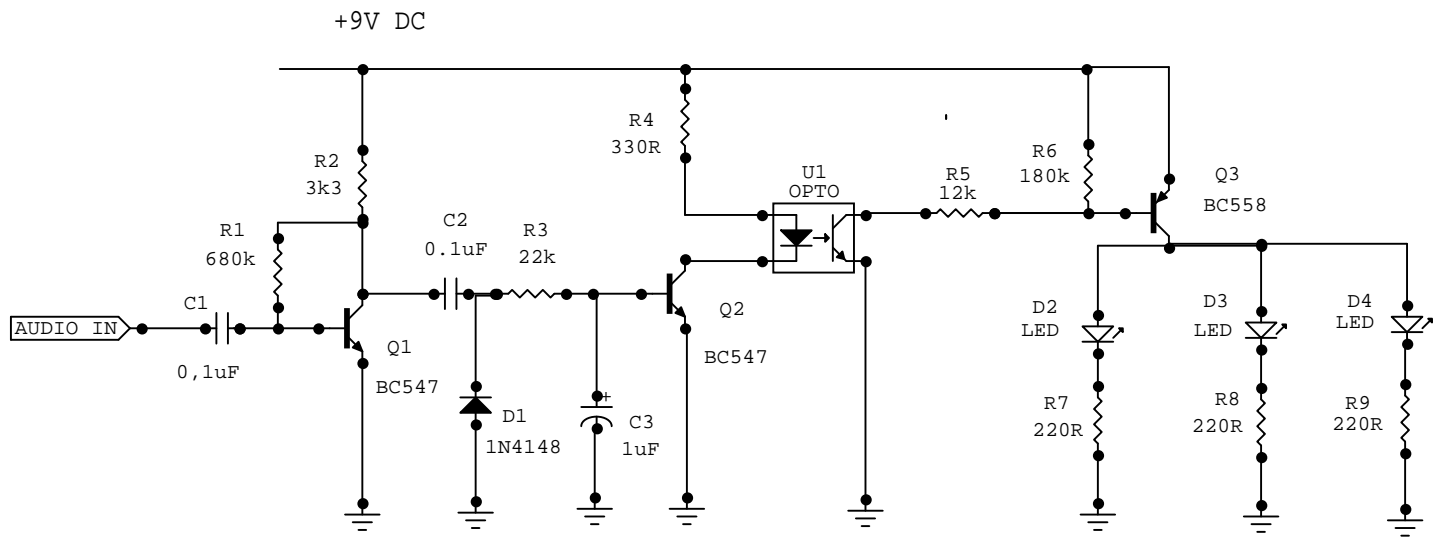 +9V DC
R4
330R
R2
3k3
U1
OPTO
R5
12k
R6
180k
Q3
BC558
R1
680k
C2
0.1uF
R3
22k
C1
0,1uF
AUDIO IN
Q1
BC547
Q2
BC547
D1
1N4148
+
C3
1uF
D2
LED
D3
LED
D4
LED
R7
220R
R8
220R
R9
220R